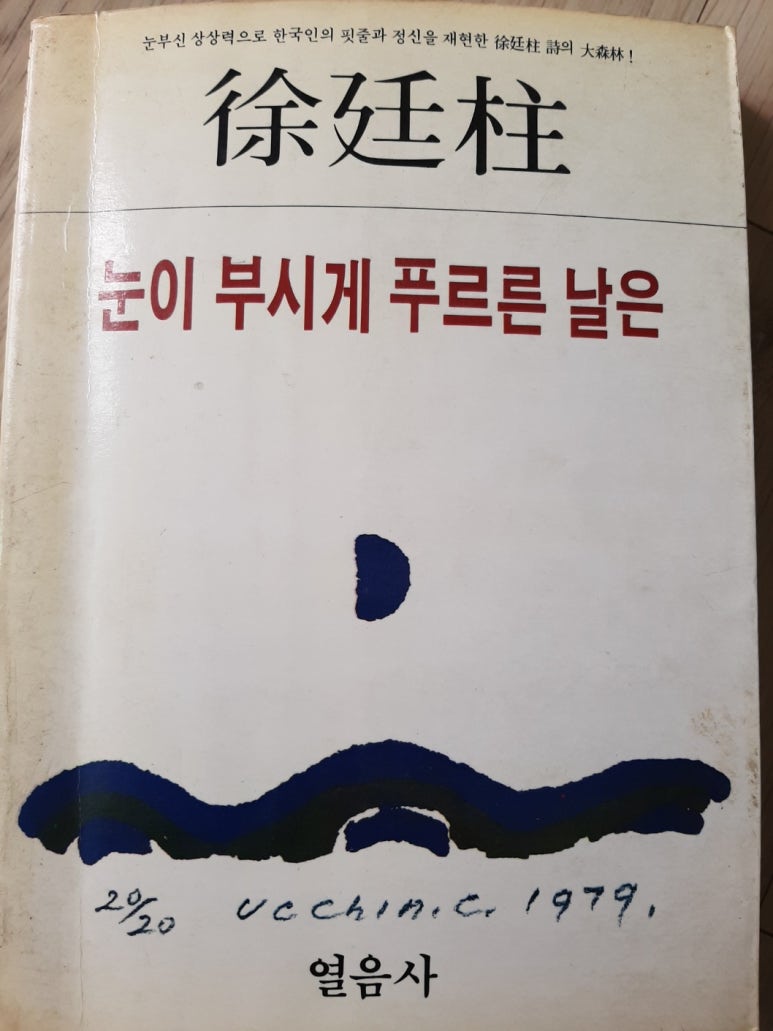 눈부신 상상력으로 한국인의 핏줄과 정신을 재현한 徐廷柱 詩의 大森林!
徐廷柱
눈이 부시게 푸르른 날은
20/20 UCChIN.C. 1979.
열음사